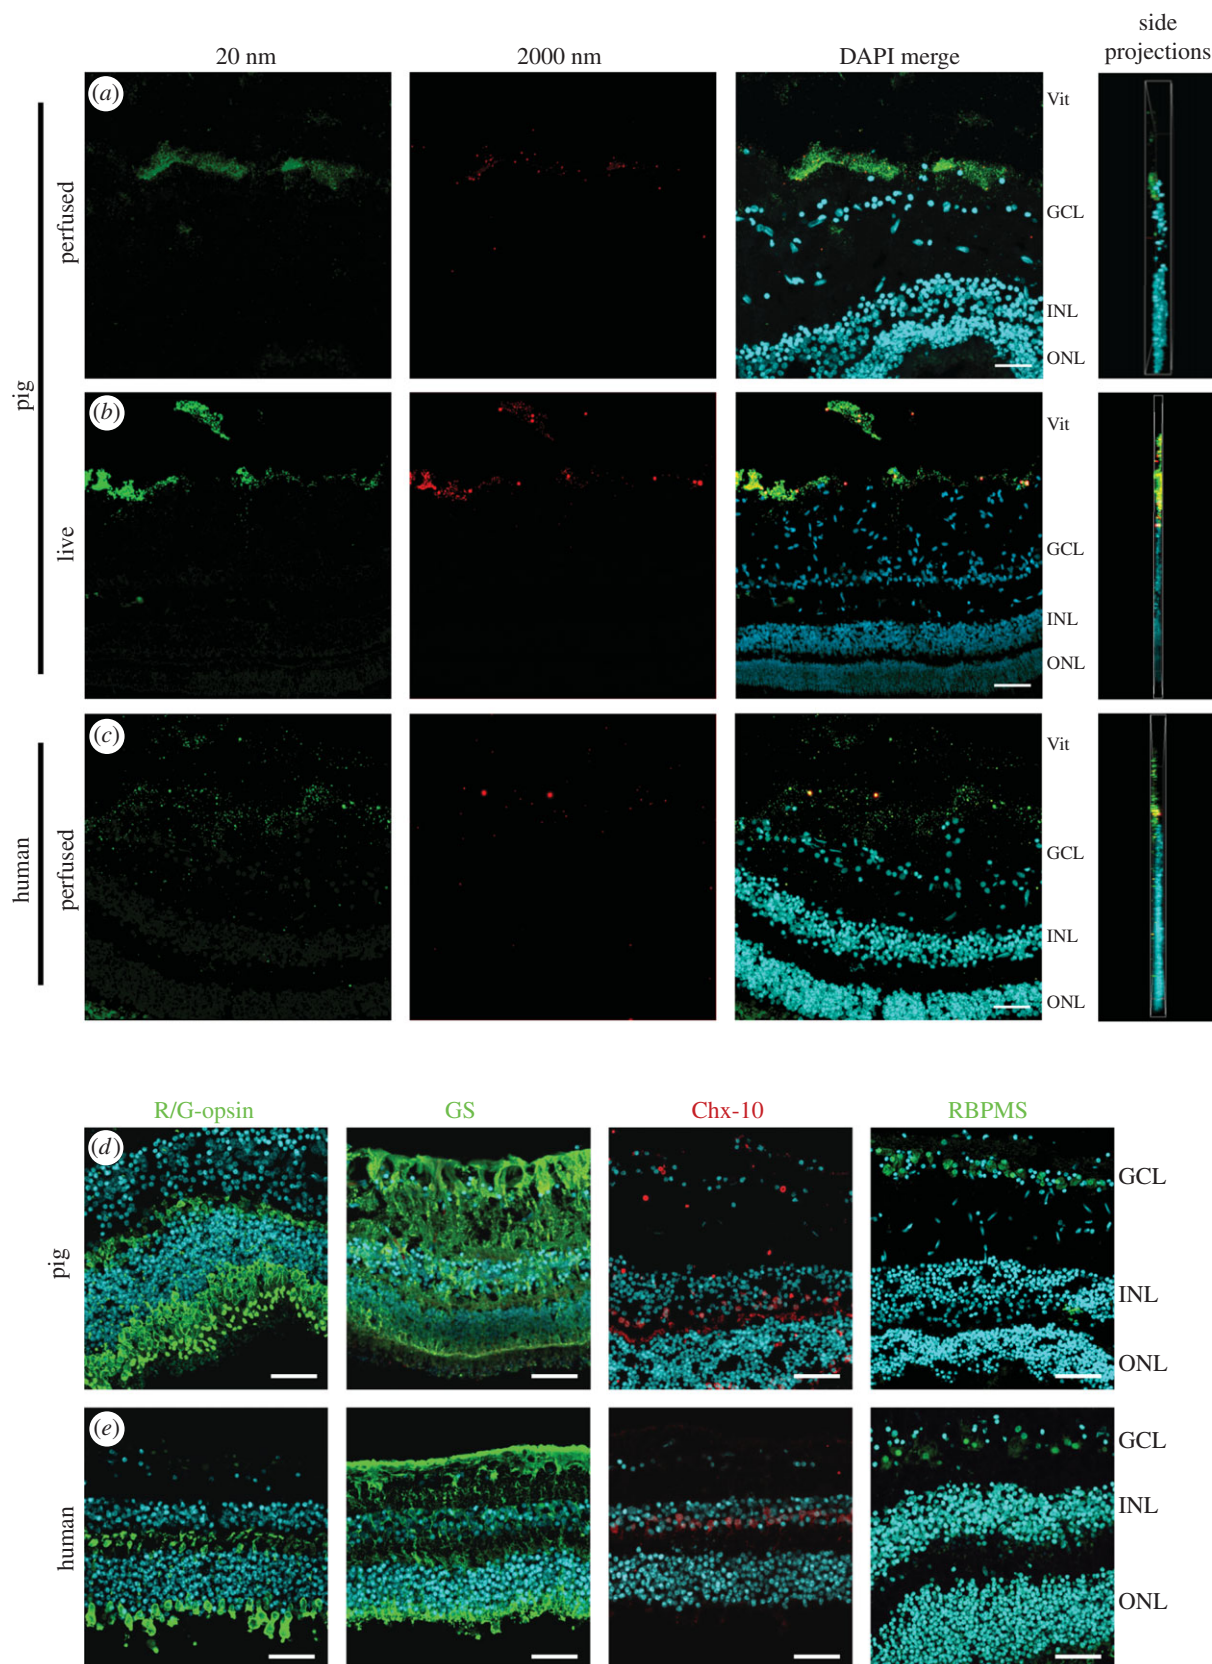 20 nm
2000 nm
DAPI merge
side
projections
pig
perfused
(a)
Vit
GCL
INL
ONL
live
(b)
Vit
GCL
INL
ONL
human
perfused
(c)
Vit
GCL
INL
ONL
R/G-opsin
GS
Chx-10
RBPMS
pig
(d)
GCL
INL
ONL
human
(e)
GCL
INL
ONL